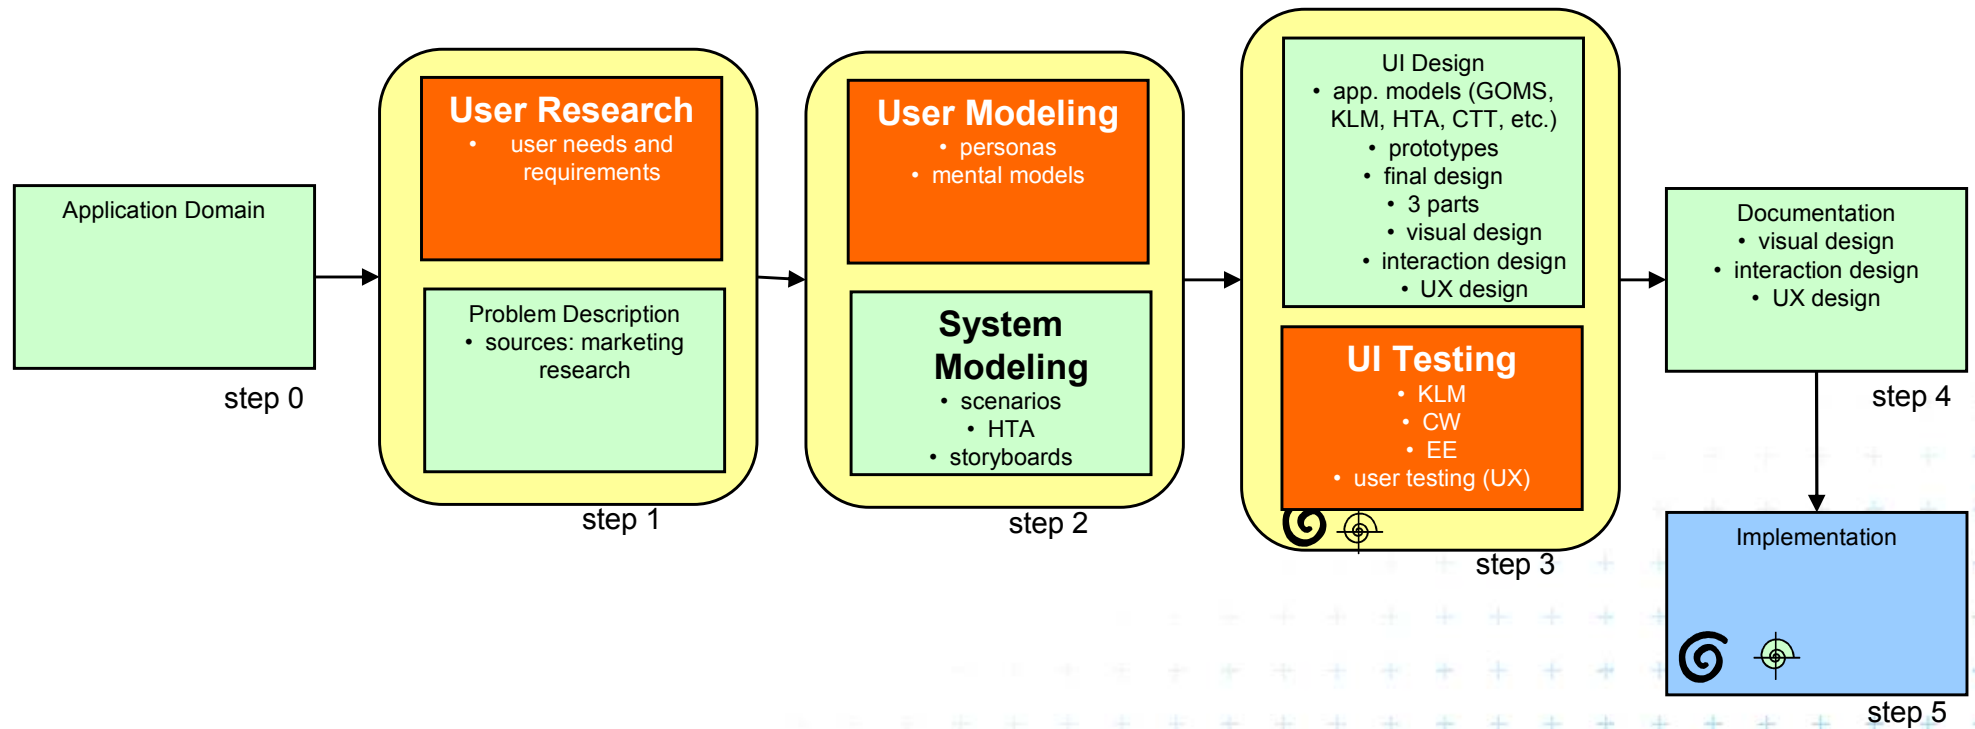 Application Domain
step 0
User Research
• user needs and
requirements
Problem Description
• sources: marketing
research
step 1
User Modeling
• personas
• mental models
System
Modeling
• scenarios
• HTA
• storyboards
step 2
UI Design
• app. models (GOMS,
KLM, HTA, CTT, etc.)
• prototypes
• final design
• 3 parts
• visual design
• interaction design
• UX design
UI Testing
• KLM
• CW
• EE
• user testing (UX)
step 3
Documentation
• visual design
• interaction design
• UX design
step 4
Implementation
step 5